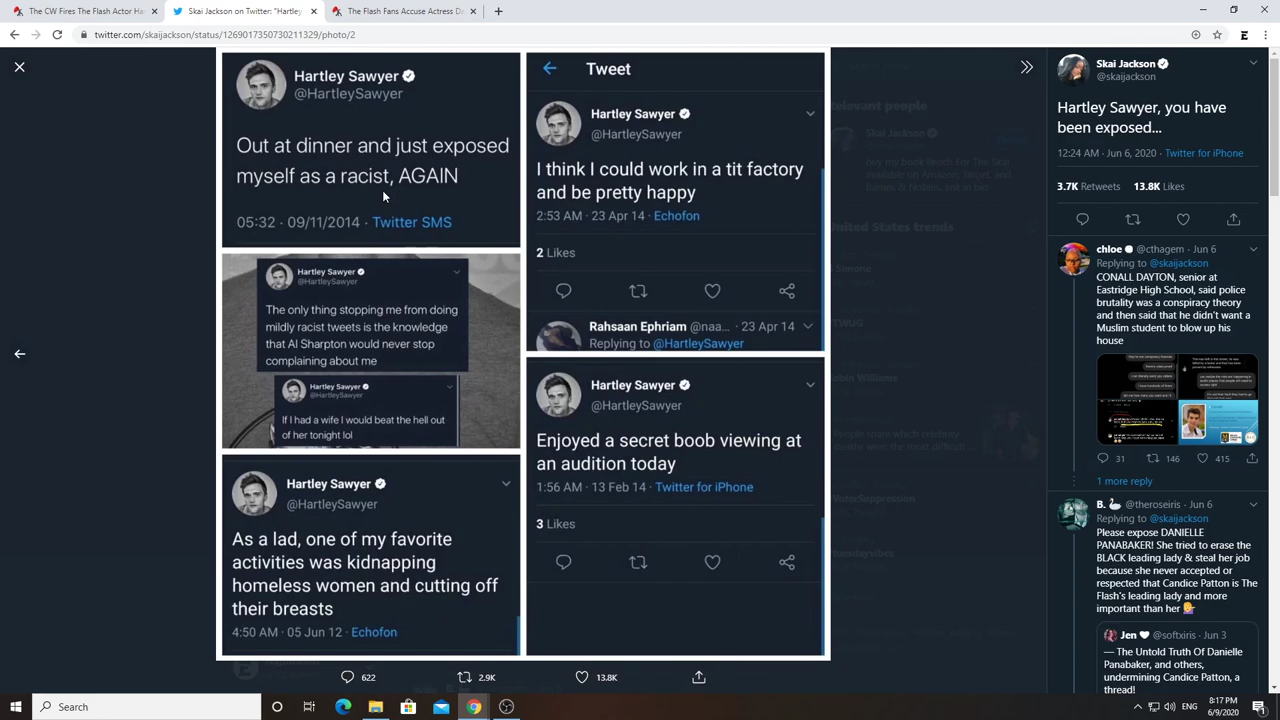 The CW Fires The Flash Actor Ha
Skai Jackson on Twitter: "Hartley
The Flash Fans Accuse Actress Da
twitter.com/skaijackson/status/1269017350730211329/photo/2
Hartley Sawyer
@HartleySawyer
Out at dinner and just exposed
myself as a racist, AGAIN
05:32 · 09/11/2014 · Twitter SMS
Hartley Sawyer
@HartleySawyer
The only thing stopping me from doing
mildly racist tweets is the knowledge
that Al Sharpton would never stop
complaining about me
Hartley Sawyer
@HartleySawyer
If I had a wife I would beat the hell out
of her tonight lol
Hartley Sawyer
@HartleySawyer
As a lad, one of my favorite
activities was kidnapping
homeless women and cutting off
their breasts
4:50 AM · 05 Jun 12 · Echofon
Tweet
Hartley Sawyer
@HartleySawyer
I think I could work in a tit factory
and be pretty happy
2:53 AM · 23 Apr 14 · Echofon
2 Likes
Rahsaan Ephriam @naa... · 23 Apr 14
Replying to @HartleySawyer
Hartley Sawyer
@HartleySawyer
Enjoyed a secret boob viewing at
an audition today
1:56 AM · 13 Feb 14 · Twitter for iPhone
3 Likes
622
2.9K
13.8K
Relevant people
Skai Jackson
@skaijackson
United States trends
Skai Jackson
@skaijackson
Hartley Sawyer, you have
been exposed...
12:24 AM · Jun 6, 2020 · Twitter for iPhone
3.7K Retweets 13.8K Likes
chloe @cthagem · Jun 6
Replying to @skaijackson
CONALL DAYTON, senior at
Eastridge High School, said police
brutality was a conspiracy theory
and then said that he didn't want a
Muslim student to blow up his
house
31 146 415
1 more reply
B. 🦢 @theroseiris · Jun 6
Replying to @skaijackson
Please expose DANIELLE
PANABAKER! She tried to erase the
BLACK leading lady & steal her job
because she never accepted or
respected that Candice Patton is The
Flash's leading lady and more
important than her
Jen 🤍 @softxiris · Jun 3
— The Untold Truth Of Danielle
Panabaker, and others,
undermining Candice Patton, a
thread!
Search
ENG
8:17 PM
6/9/2020